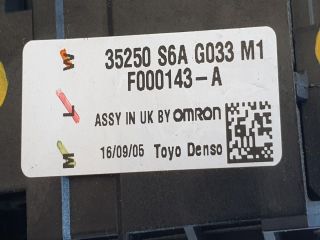 35250 S6A G033 M1
F000143-A
ASSY IN UK BY OMRON
16/09/05 Toyo Denso
W
L
M